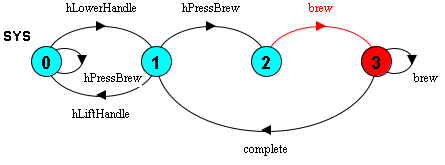 hLowerHandle hPressBrew brew
SYS
0 1 2 3
hPressBrew brew
hLiftHandle
complete